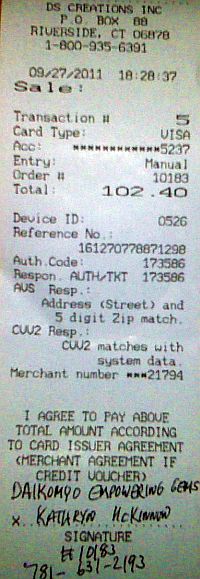 DS CREATIONS INC
P.O. BOX 88
RIVERSIDE, CT 06878
1-800-935-6391
09/27/2011 18:28:37
Sale:
Transaction # 5
Card Type: VISA
Acc: ************5237
Entry: Manual
Order # 10183
Total: 102.40
Device ID: 0526
Reference No.:
161270778871298
Auth.Code: 173586
Respon. AUTH/TKT 173586
AVS Resp.:
Address (Street) and
5 digit Zip match.
CVV2 Resp.:
CVV2 matches with
system data.
Merchant number ***21794
I AGREE TO PAY ABOVE
TOTAL AMOUNT ACCORDING
TO CARD ISSUER AGREEMENT
(MERCHANT AGREEMENT IF
CREDIT VOUCHER)
DAIKOMYO EMPOWERING GEMS
X.. KATHRYN McKINNON
SIGNATURE
# 10183
781-637-2193